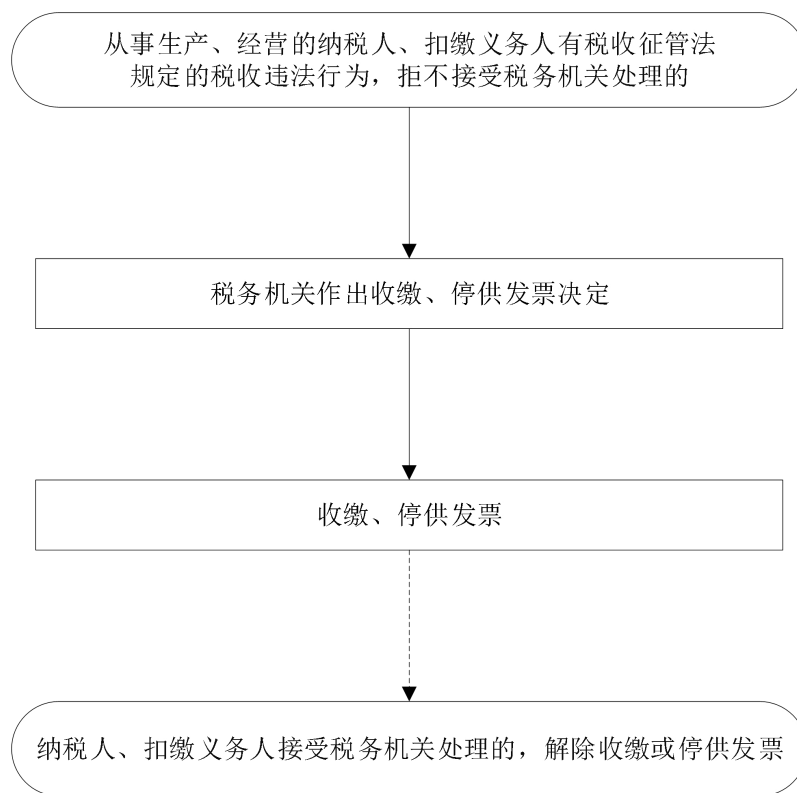 从事生产、经营的纳税人、扣缴义务人有税收征管法
规定的税收违法行为，拒不接受税务机关处理的
税务机关作出收缴、停供发票决定
收缴、停供发票
纳税人、扣缴义务人接受税务机关处理的，解除收缴或停供发票